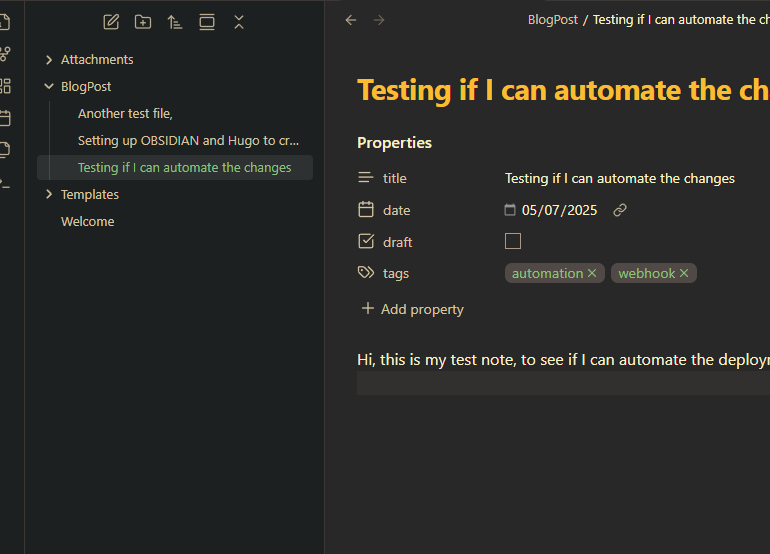 Attachments
BlogPost
Another test file,
Setting up OBSIDIAN and Hugo to cr...
Testing if I can automate the changes
Templates
Welcome
BlogPost / Testing if I can automate the
Testing if I can automate the
Properties
title Testing if I can automate the changes
date 05/07/2025
draft
tags automation webhook
Add property
Hi, this is my test note, to see if I can automate the